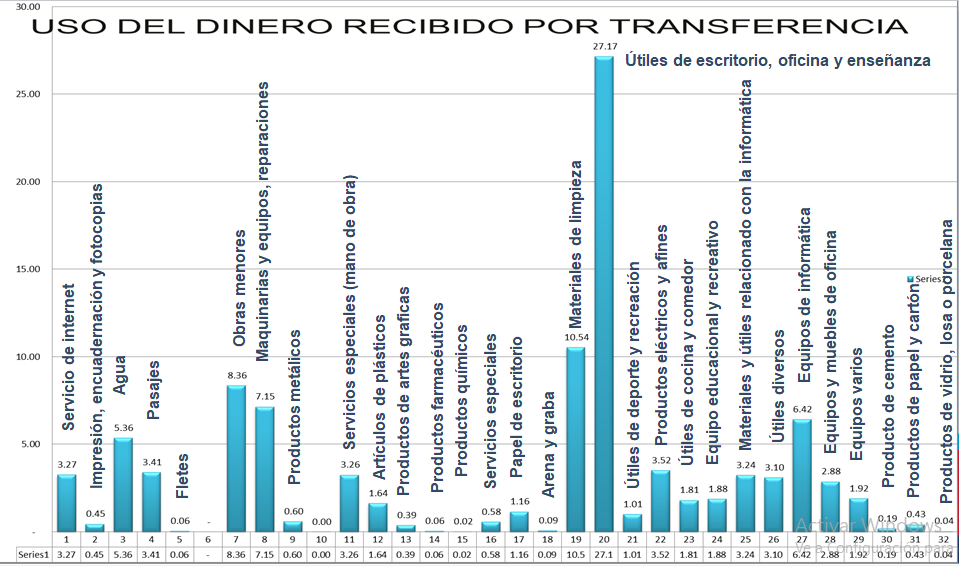 30.00
USO DEL DINERO RECIBIDO POR TRANSFERENCIA
27.17
Útiles de escritorio, oficina y enseñanza
25.00
20.00
15.00
10.00
5.00
-
Servicio de internet
Impresión, encuadernación y fotocopias
Agua
Pasajes
Fletes
Obras menores
Maquinarias y equipos, reparaciones
Productos metálicos
Servicios especiales (mano de obra)
Artículos de plásticos
Productos de artes graficas
Productos farmacéuticos
Productos químicos
Servicios especiales
Papel de escritorio
Arena y graba
Materiales de limpieza
Útiles de deporte y recreación
Productos eléctricos y afines
Útiles de cocina y comedor
Equipo educacional y recreativo
Materiales y útiles relacionado con la informática
Útiles diversos
Equipos de informática
Equipos y muebles de oficina
Equipos varios
Producto de cemento
Productos de papel y cartón
Productos de vidrio, losa o porcelana
Series
3.27 0.45 5.36 3.41 0.06 - 8.36 7.15 0.60 0.00 3.26 1.64 0.39 0.06 0.02 0.58 1.16 0.09 10.54 1.01 3.52 1.81 1.88 3.24 3.10 6.42 2.88 1.92 0.19 0.43 0.04
1 2 3 4 5 6 7 8 9 10 11 12 13 14 15 16 17 18 19 20 21 22 23 24 25 26 27 28 29 30 31 32
Series1 3.27 0.45 5.36 3.41 0.06 - 8.36 7.15 0.60 0.00 3.26 1.64 0.39 0.06 0.02 0.58 1.16 0.09 10.5 27.1 1.01 3.52 1.81 1.88 3.24 3.10 6.42 2.88 1.92 0.19 0.43 0.04
Activar Windows
Ve a Configuración para